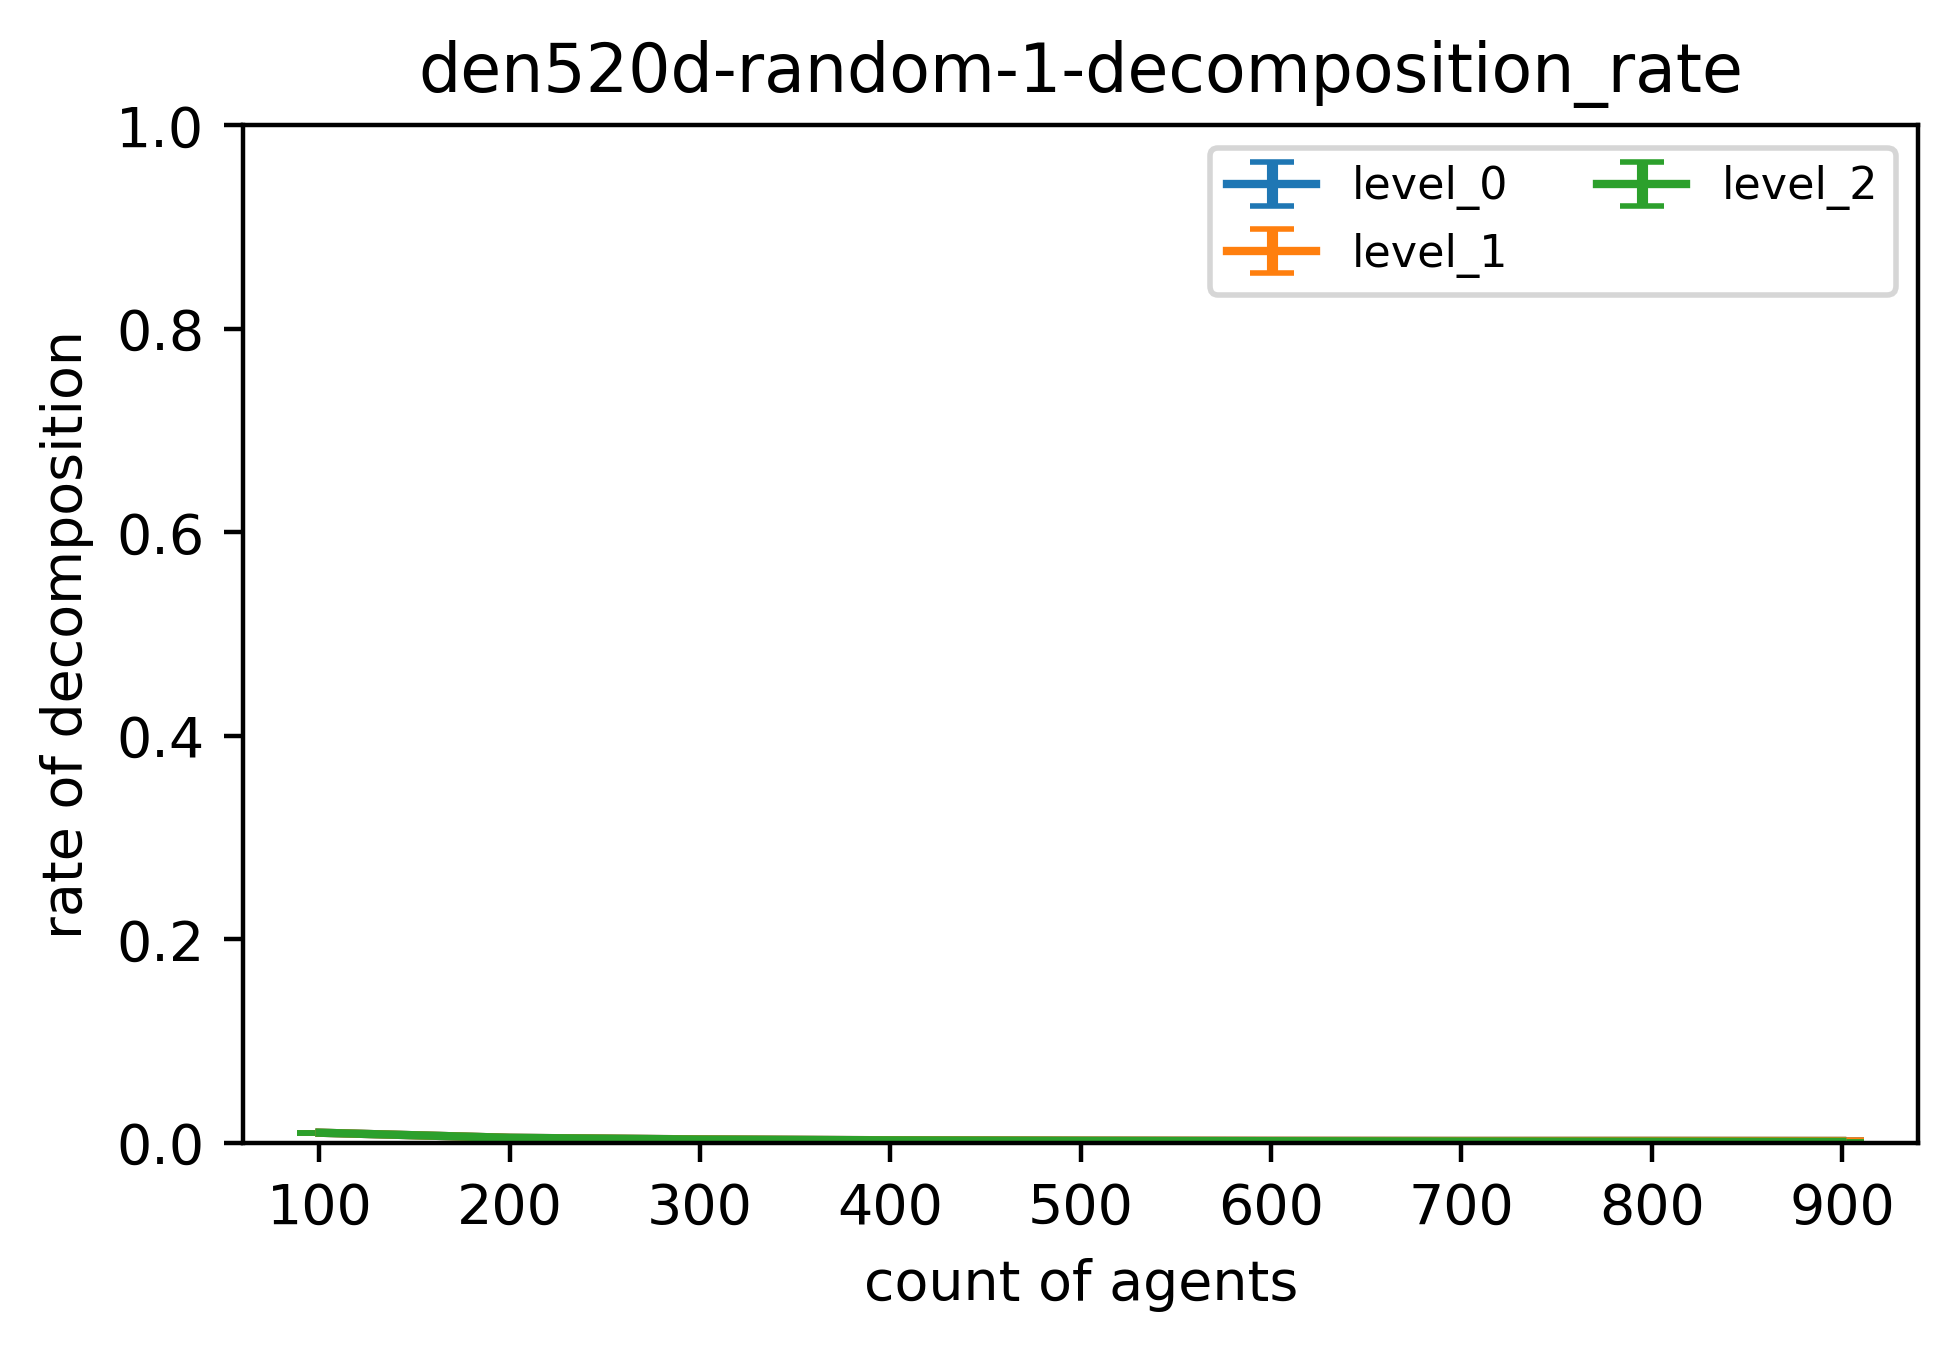 den520d-random-1-decomposition_rate
1.0
0.8
0.6
0.4
0.2
0.0
rate of decomposition
level_0
level_1
level_2
100 200 300 400 500 600 700 800 900
count of agents